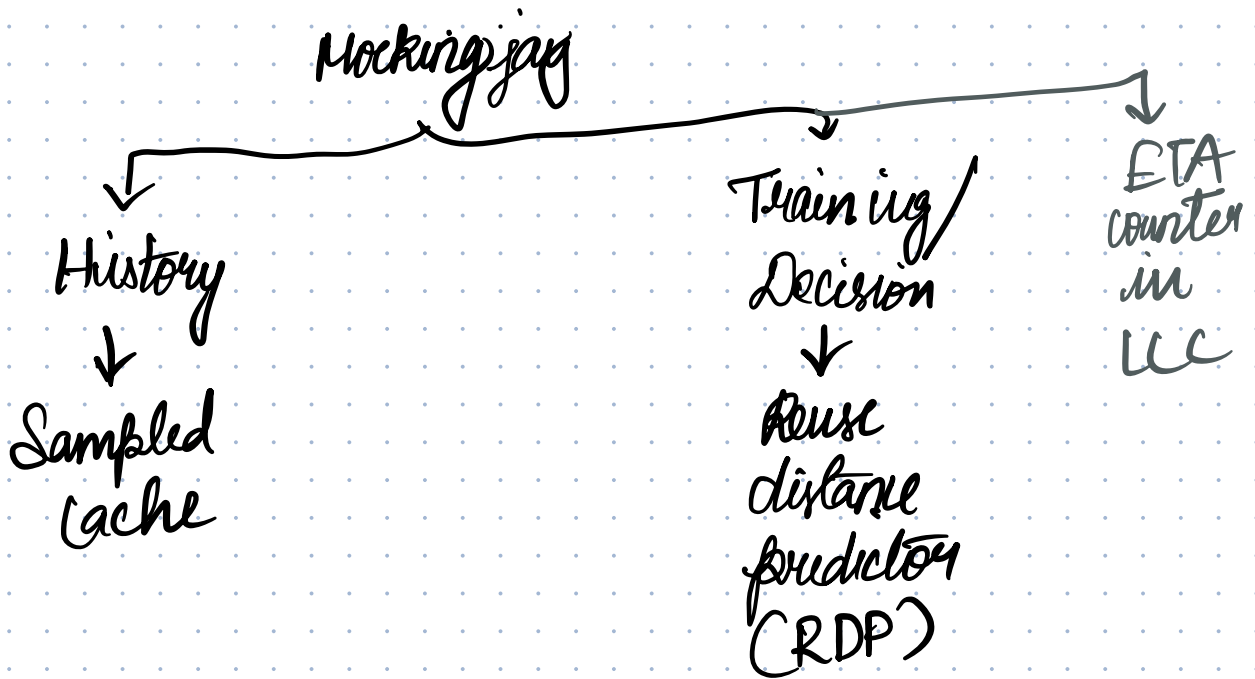 Mockingjay
History
Sampled
Cache
Training/
Decision
Reuse
distance
predictor
(RDP)
ETA
counter
in
LLC